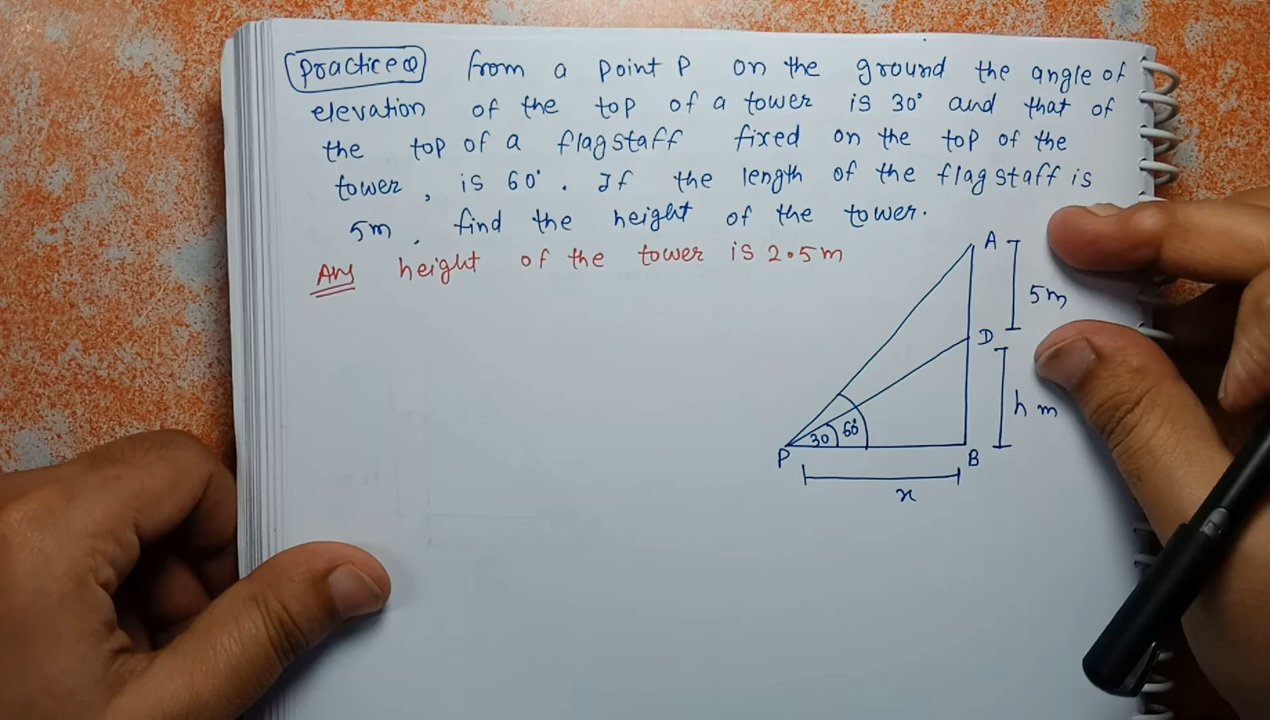 Practice Q from a point P on the ground the angle of
elevation of the top of a tower is 30° and that of
the top of a flagstaff fixed on the top of the
tower, is 60°. If the length of the flagstaff is
5m, find the height of the tower.
Ans height of the tower is 2.5m
A
5m
D
h m
30 60°
P
B
x